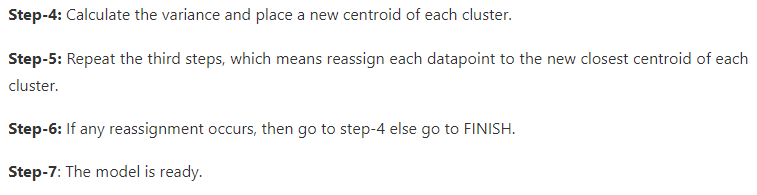 Step-4: Calculate the variance and place a new centroid of each cluster.
Step-5: Repeat the third steps, which means reassign each datapoint to the new closest centroid of each
cluster.
Step-6: If any reassignment occurs, then go to step-4 else go to FINISH.
Step-7: The model is ready.